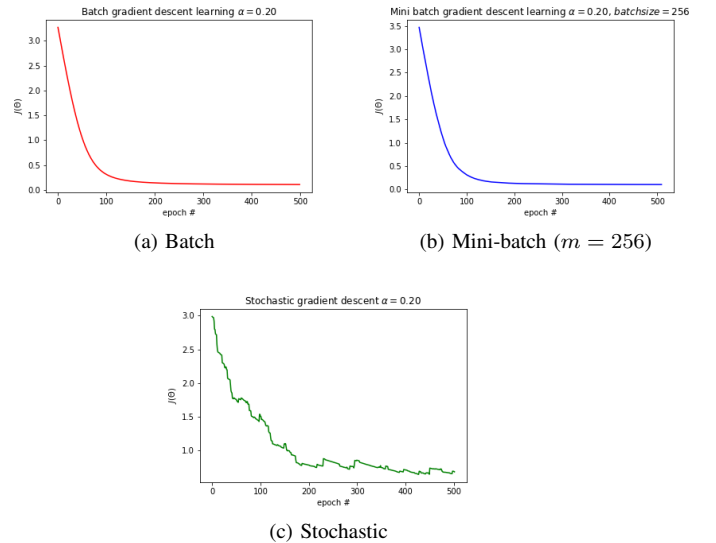 Batch gradient descent learning α = 0.20
3.0
2.5
2.0
1.5
1.0
0.5
0.0
J(Θ)
0 100 200 300 400 500
epoch #
(a) Batch
Mini batch gradient descent learning α = 0.20, batchsize = 256
3.5
3.0
2.5
2.0
1.5
1.0
0.5
0.0
J(Θ)
0 100 200 300 400 500
epoch #
(b) Mini-batch (m = 256)
Stochastic gradient descent α = 0.20
3.0
2.5
2.0
1.5
1.0
J(Θ)
0 100 200 300 400 500
epoch #
(c) Stochastic